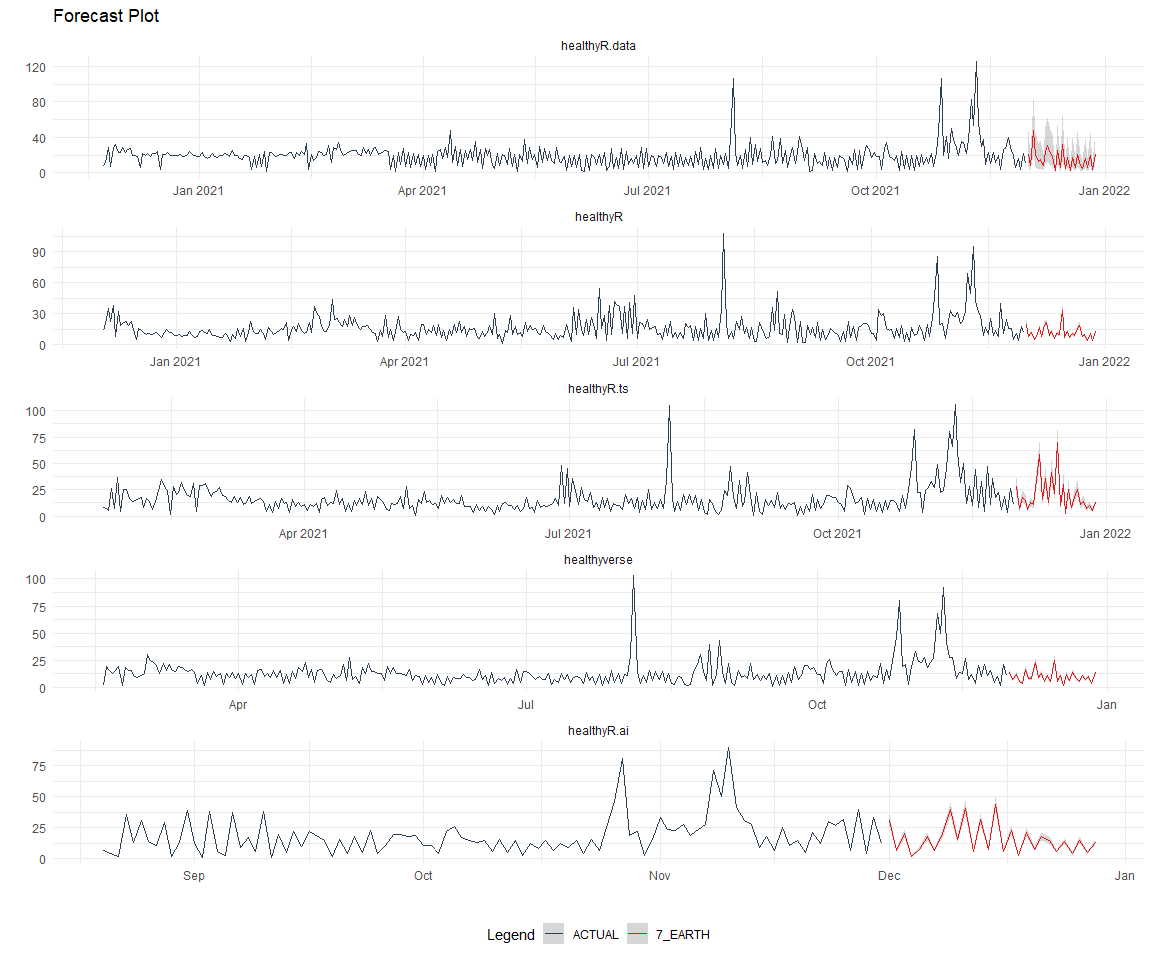 Forecast Plot
healthyR.data
120
80
40
0
Jan 2021 Apr 2021 Jul 2021 Oct 2021 Jan 2022
healthyR
90
60
30
0
Jan 2021 Apr 2021 Jul 2021 Oct 2021 Jan 2022
healthyR.ts
100
75
50
25
0
Apr 2021 Jul 2021 Oct 2021 Jan 2022
healthyverse
100
75
50
25
0
Apr Jul Oct Jan
healthyR.ai
75
50
25
0
Sep Oct Nov Dec Jan
Legend ACTUAL 7_EARTH